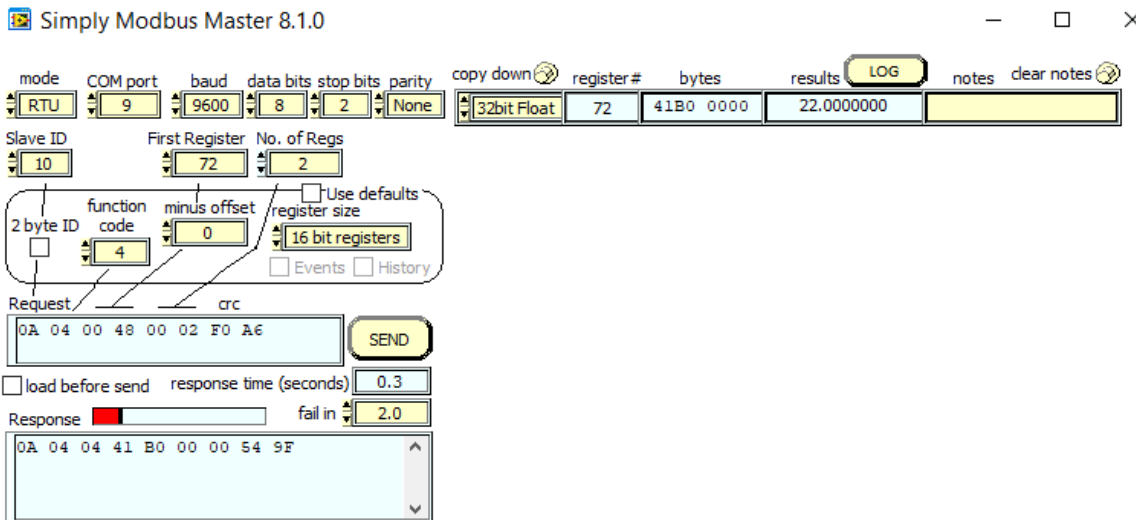 Simply Modbus Master 8.1.0
mode COM port baud data bits stop bits parity copy down register# bytes results LOG notes clear notes
RTU 9 9600 8 2 None 32bit Float 72 41B0 0000 22.0000000
Slave ID First Register No. of Regs
10 72 2
Use defaults
2 byte ID function code minus offset register size
4 0 16 bit registers
Events History
Request crc
0A 04 00 48 00 02 F0 A6 SEND
load before send response time (seconds) 0.3
Response fail in 2.0
0A 04 04 41 B0 00 00 54 9F